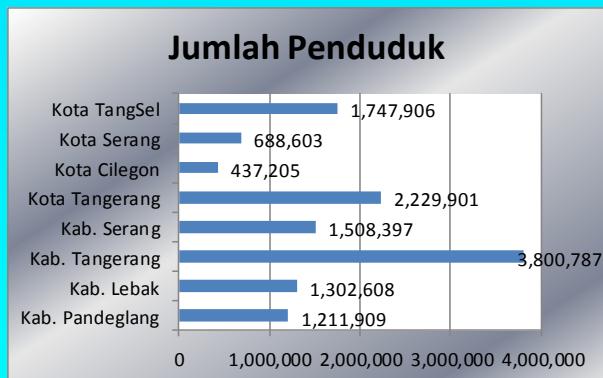 Jumlah Penduduk
Kota TangSel 1,747,906
Kota Serang 688,603
Kota Cilegon 437,205
Kota Tangerang 2,229,901
Kab. Serang 1,508,397
Kab. Tangerang 3,800,787
Kab. Lebak 1,302,608
Kab. Pandeglang 1,211,909
0 1,000,000 2,000,000 3,000,000 4,000,000